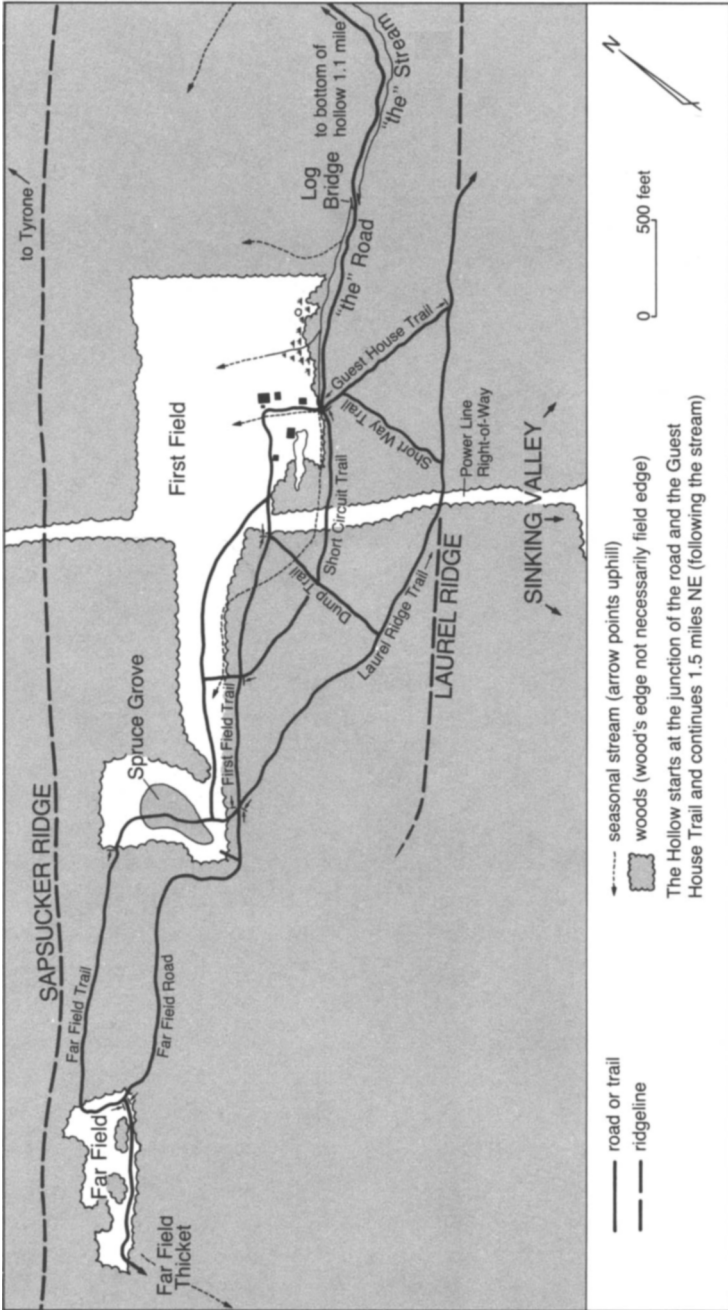 to Tyrone
SAPSUCKER RIDGE
"the" Stream
to bottom of
hollow 1.1 mile
Log
Bridge
"the" Road
First Field
Guest House Trail
Short Way Trail
Short Circuit Trail
Power Line
Right-of-Way
Dump Trail
Laurel Ridge Trail
LAUREL RIDGE
SINKING VALLEY
Spruce Grove
First Field Trail
Far Field Trail
Far Field Road
Far Field
Far Field
Thicket
road or trail
ridgeline
seasonal stream (arrow points uphill)
woods (wood's edge not necessarily field edge)
The Hollow starts at the junction of the road and the Guest
House Trail and continues 1.5 miles NE (following the stream)
0 500 feet
N